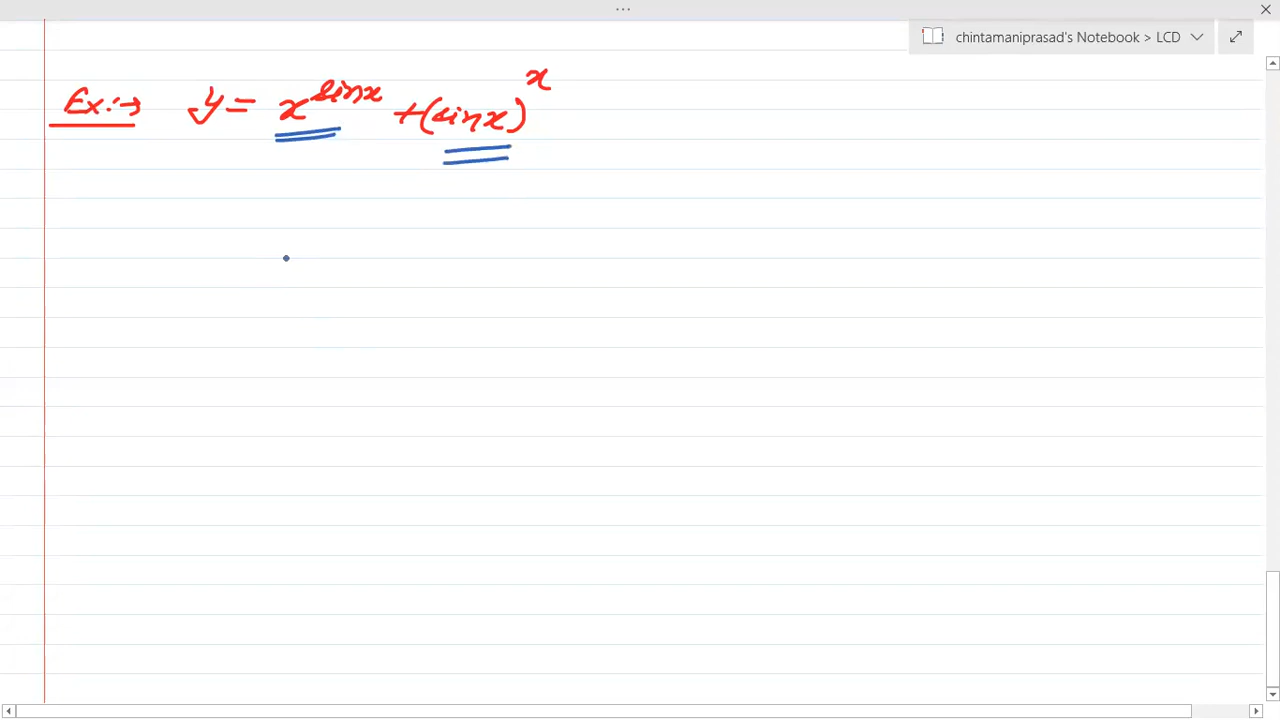 ...
chintamaniprasad's Notebook > LCD
Ex:→ y = x^sinx + (sinx)^x